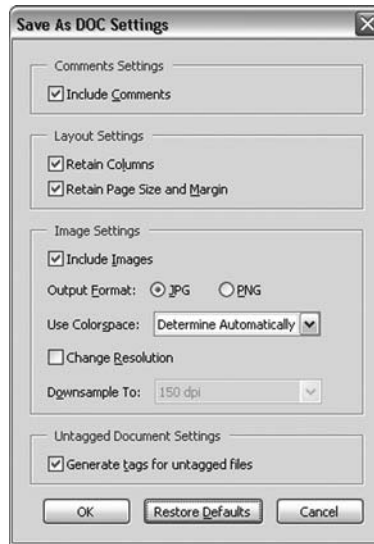 Save As DOC Settings
Comments Settings
Include Comments
Layout Settings
Retain Columns
Retain Page Size and Margin
Image Settings
Include Images
Output Format: JPG PNG
Use Colorspace: Determine Automatically
Change Resolution
Downsample To: 150 dpi
Untagged Document Settings
Generate tags for untagged files
OK Restore Defaults Cancel